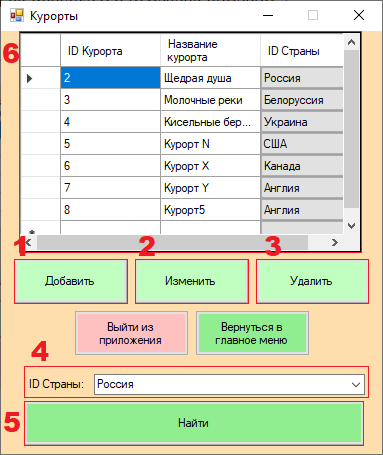 Курорты
6
ID Курорта Название курорта ID Страны
2 Щедрая душа Россия
3 Молочные реки Белоруссия
4 Кисельные бер... Украина
5 Курорт N США
6 Курорт X Канада
7 Курорт Y Англия
8 Курорт5 Англия
1 2 3
Добавить Изменить Удалить
Выйти из приложения Вернуться в главное меню
4
ID Страны: Россия
5 Найти